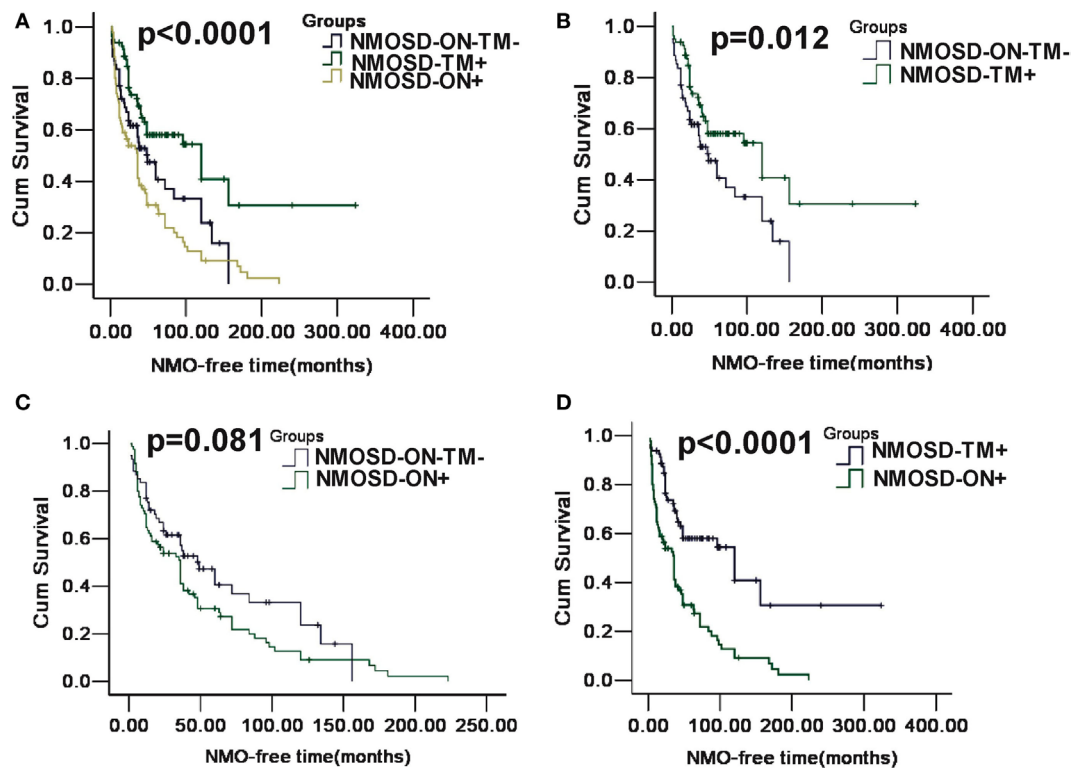 A
p<0.0001
Groups
NMOSD-ON-TM-
NMOSD-TM+
NMOSD-ON+
Cum Survival
1.0
0.8
0.6
0.4
0.2
0.0
0.00 100.00 200.00 300.00 400.00
NMO-free time(months)
B
p=0.012
Groups
NMOSD-ON-TM-
NMOSD-TM+
Cum Survival
1.0
0.8
0.6
0.4
0.2
0.0
0.00 100.00 200.00 300.00 400.00
NMO-free time(months)
C
p=0.081
Groups
NMOSD-ON-TM-
NMOSD-ON+
Cum Survival
1.0
0.8
0.6
0.4
0.2
0.0
0.00 50.00 100.00 150.00 200.00 250.00
NMO-free time(months)
D
p<0.0001
Groups
NMOSD-TM+
NMOSD-ON+
Cum Survival
1.0
0.8
0.6
0.4
0.2
0.0
0.00 100.00 200.00 300.00 400.00
NMO-free time(months)